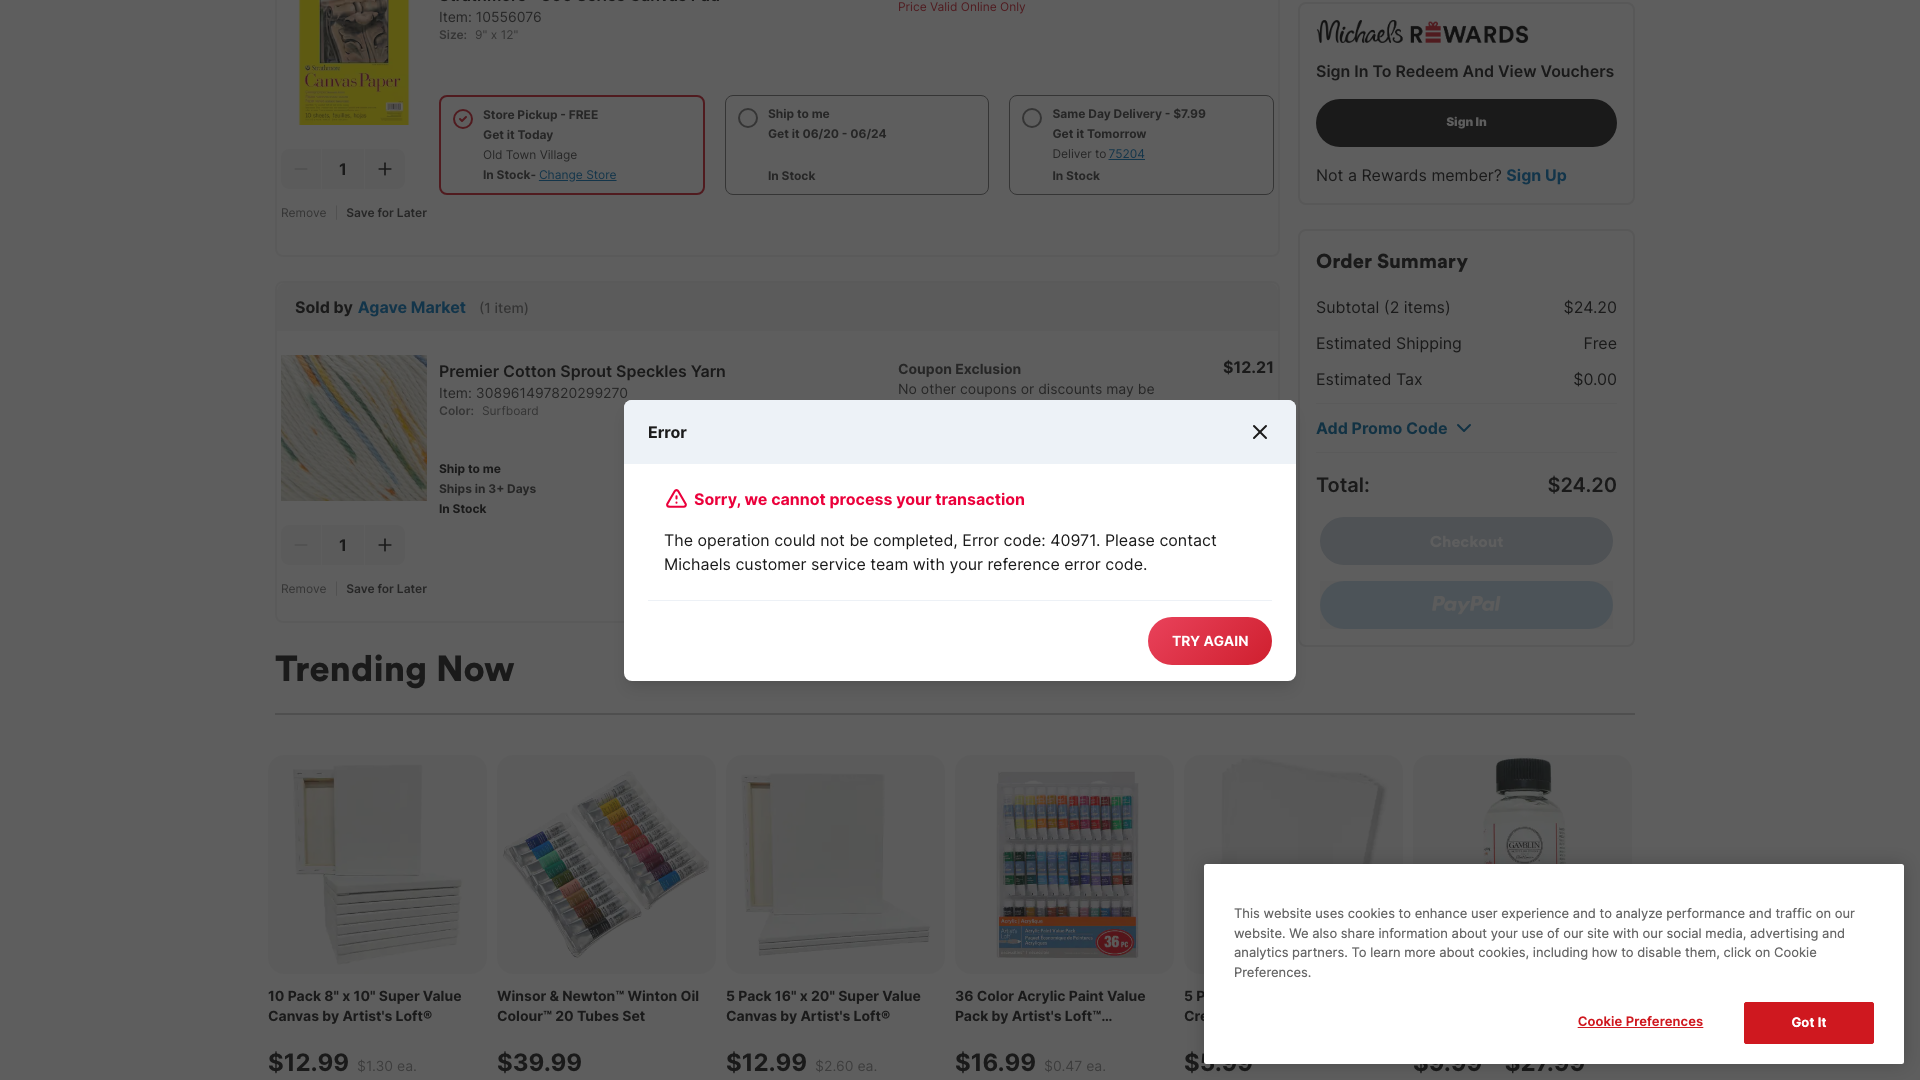 Item: 10556076
Size: 9" x 12"
Price Valid Online Only
Strathmore
Canvas Paper
Store Pickup - FREE
Get it Today
Old Town Village
In Stock- Change Store
Ship to me
Get it 06/20 - 06/24
In Stock
Same Day Delivery - $7.99
Get it Tomorrow
Deliver to 75204
In Stock
1
Remove
Save for Later
Michaels REWARDS
Sign In To Redeem And View Vouchers
Sign In
Not a Rewards member? Sign Up
Sold by Agave Market (1 item)
Premier Cotton Sprout Speckles Yarn
Item: 308961497820299270
Color: Surfboard
Coupon Exclusion
No other coupons or discounts may be
$12.21
Ship to me
Ships in 3+ Days
In Stock
1
Remove
Save for Later
Order Summary
Subtotal (2 items) $24.20
Estimated Shipping Free
Estimated Tax $0.00
Add Promo Code
Total: $24.20
Checkout
PayPal
Error
Sorry, we cannot process your transaction
The operation could not be completed, Error code: 40971. Please contact
Michaels customer service team with your reference error code.
TRY AGAIN
Trending Now
36 PC
GAMBLIN
10 Pack 8" x 10" Super Value
Canvas by Artist's Loft®
$12.99 $1.30 ea.
Winsor & Newton™ Winton Oil
Colour™ 20 Tubes Set
$39.99
5 Pack 16" x 20" Super Value
Canvas by Artist's Loft®
$12.99 $2.60 ea.
36 Color Acrylic Paint Value
Pack by Artist's Loft™...
$16.99 $0.47 ea.
This website uses cookies to enhance user experience and to analyze performance and traffic on our
website. We also share information about your use of our site with our social media, advertising and
analytics partners. To learn more about cookies, including how to disable them, click on Cookie
Preferences.
Cookie Preferences
Got It